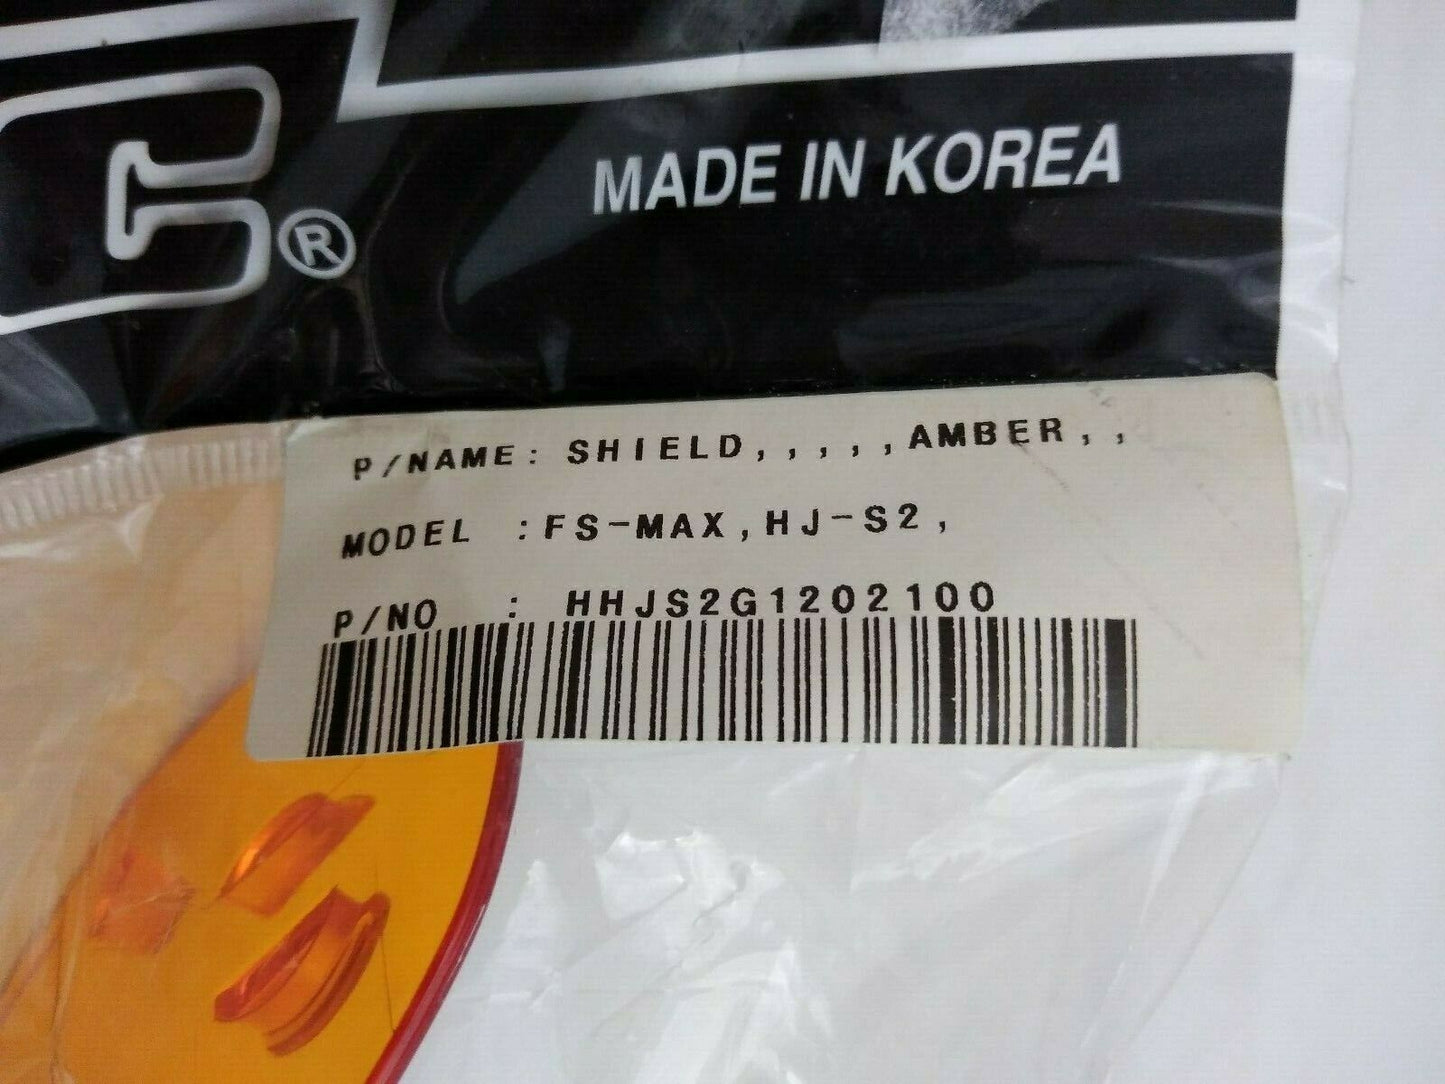 C®
MADE IN KOREA
P/NAME: SHIELD,,,,,AMBER,,
MODEL :FS-MAX,HJ-S2,
P/NO : HHJS2G1202100